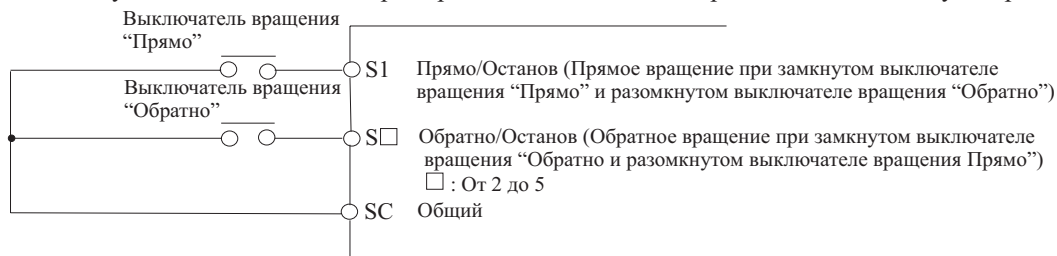 Выключатель вращения
“Прямо”
S1 Прямо/Останов (Прямое вращение при замкнутом выключателе
вращения “Прямо” и разомкнутом выключателе вращения “Обратно”)
Выключатель вращения
“Обратно”
S□ Обратно/Останов (Обратное вращение при замкнутом выключателе
вращения “Обратно и разомкнутом выключателе вращения Прямо”)
□ : От 2 до 5
SC Общий